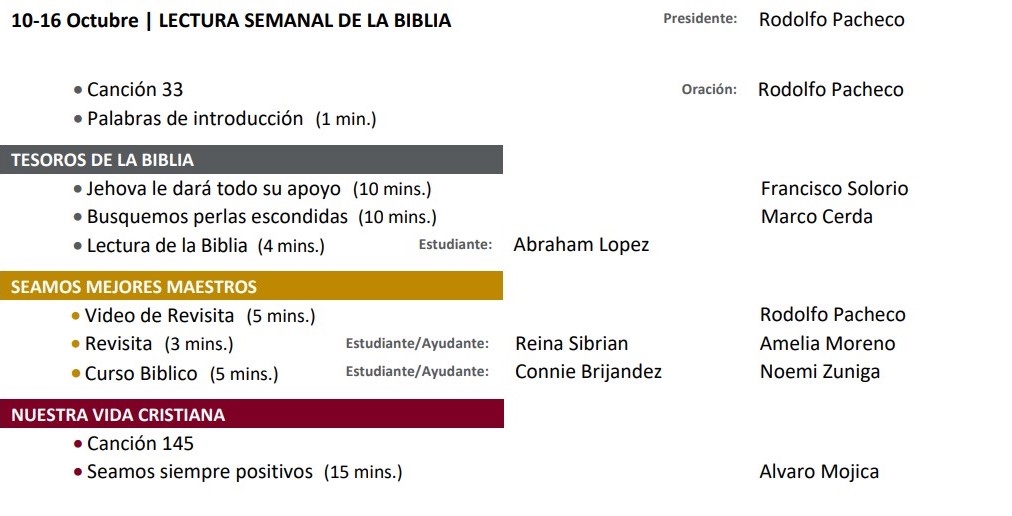 10-16 Octubre | LECTURA SEMANAL DE LA BIBLIA Presidente: Rodolfo Pacheco
• Canción 33 Oración: Rodolfo Pacheco
• Palabras de introducción (1 min.)
TESOROS DE LA BIBLIA
• Jehova le dará todo su apoyo (10 mins.) Francisco Solorio
• Busquemos perlas escondidas (10 mins.) Marco Cerda
• Lectura de la Biblia (4 mins.) Estudiante: Abraham Lopez
SEAMOS MEJORES MAESTROS
• Video de Revisita (5 mins.) Rodolfo Pacheco
• Revisita (3 mins.) Estudiante/Ayudante: Reina Sibrian Amelia Moreno
• Curso Biblico (5 mins.) Estudiante/Ayudante: Connie Brijandez Noemi Zuniga
NUESTRA VIDA CRISTIANA
• Canción 145
• Seamos siempre positivos (15 mins.) Alvaro Mojica